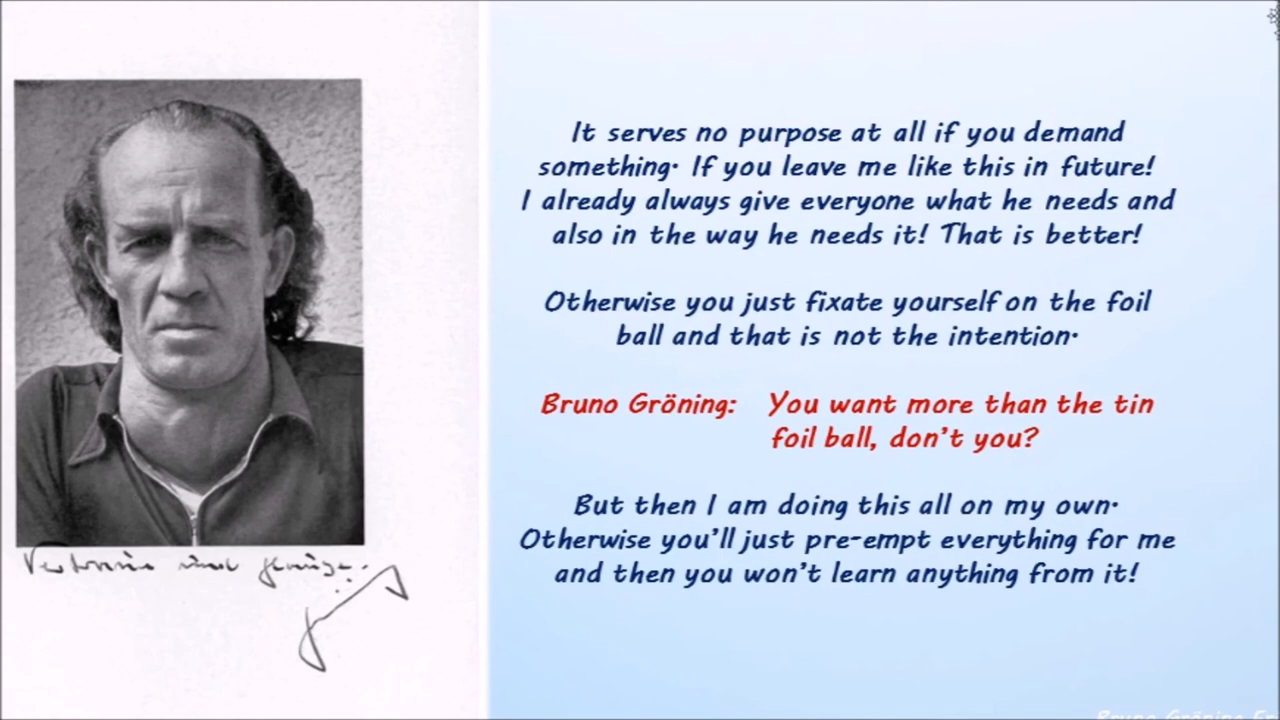 It serves no purpose at all if you demand
something. If you leave me like this in future!
I already always give everyone what he needs and
also in the way he needs it! That is better!
Otherwise you just fixate yourself on the foil
ball and that is not the intention.
Bruno Gröning: You want more than the tin
foil ball, don't you?
But then I am doing this all on my own.
Otherwise you'll just pre-empt everything for me
and then you won't learn anything from it!
Bruno Gröning